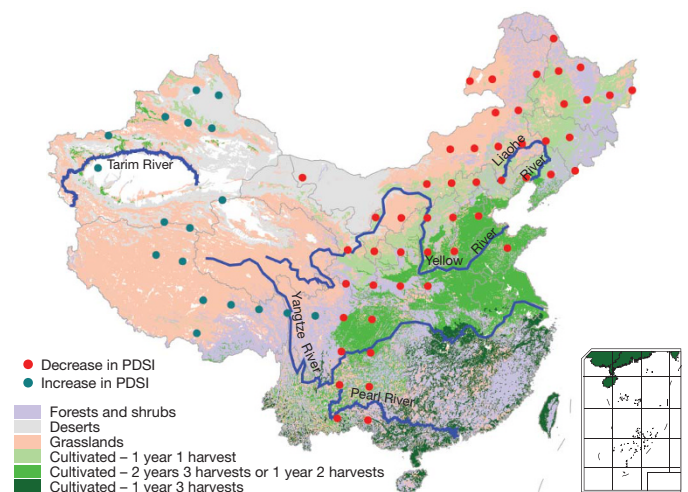 Tarim River
Liaohe
River
Yellow
River
Yangtze River
Pearl River
Decrease in PDSI
Increase in PDSI
Forests and shrubs
Deserts
Grasslands
Cultivated – 1 year 1 harvest
Cultivated – 2 years 3 harvests or 1 year 2 harvests
Cultivated – 1 year 3 harvests